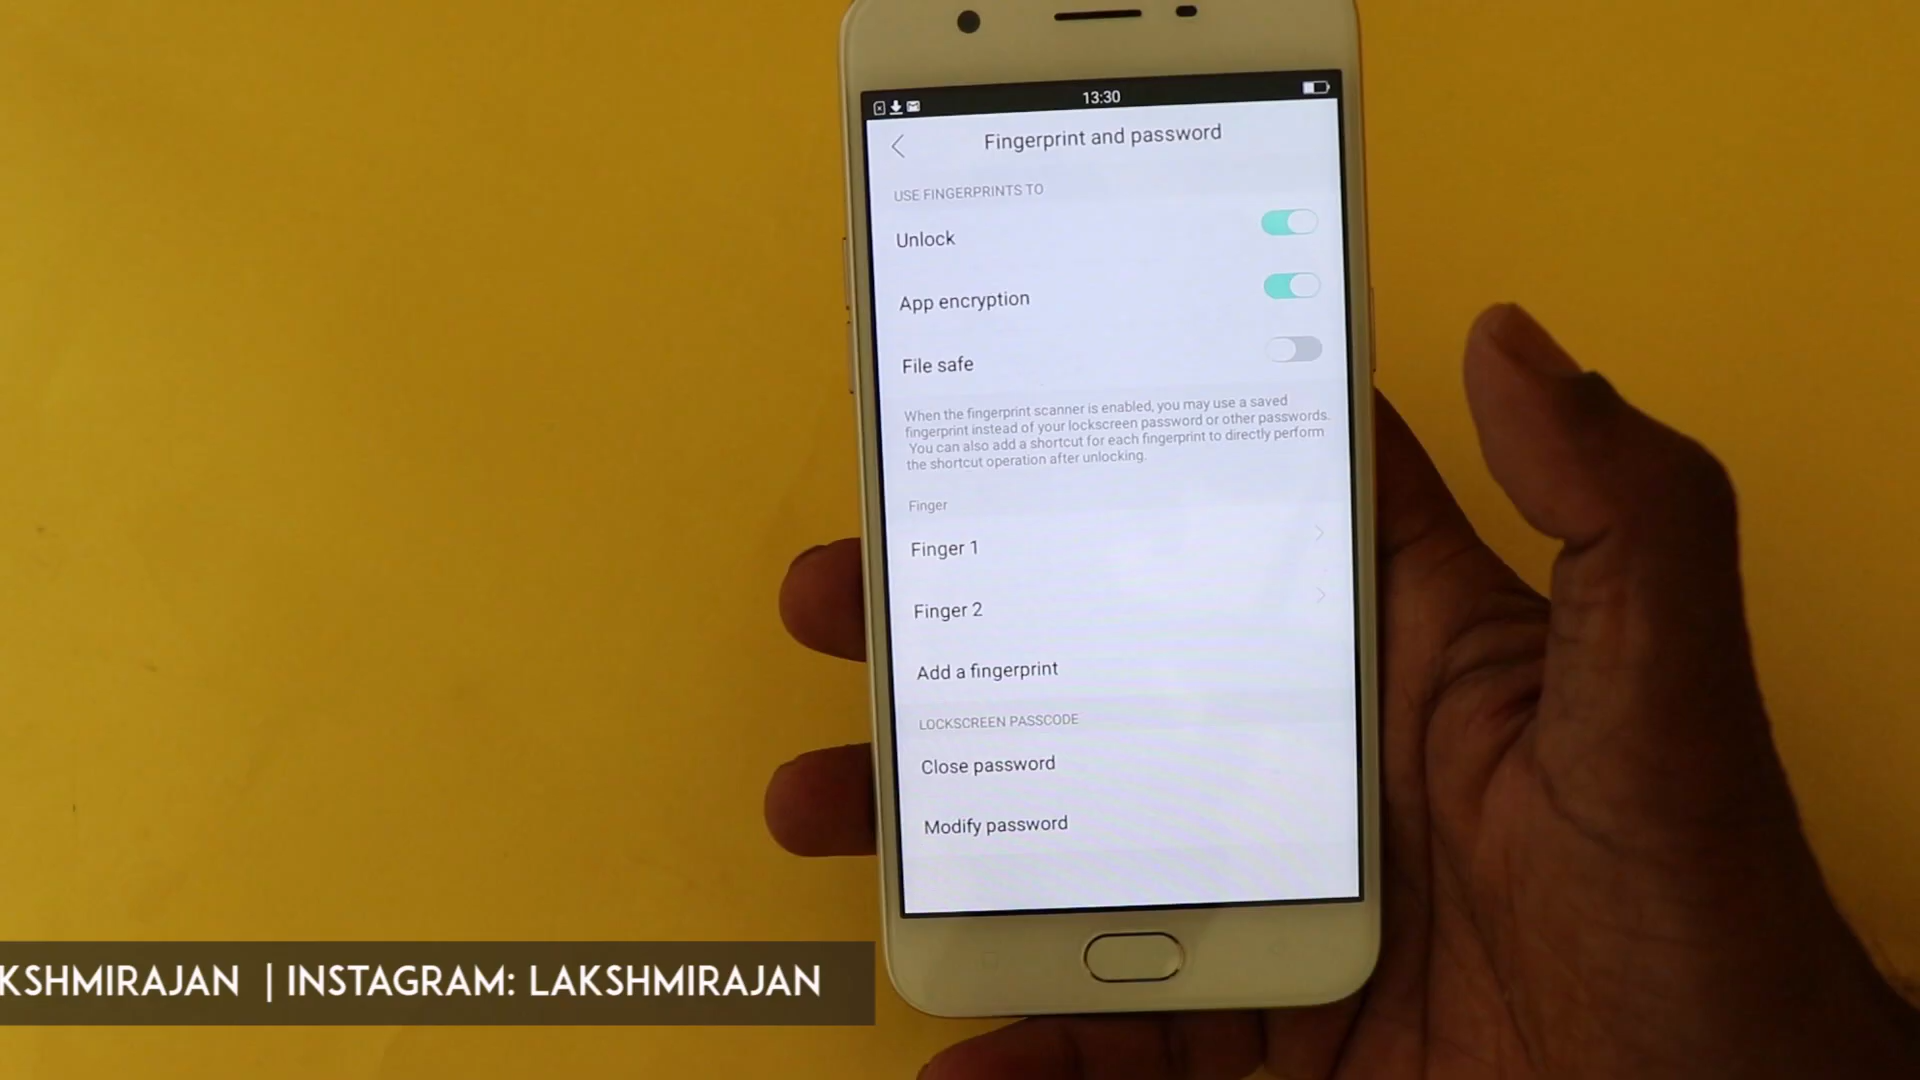 13:30
Fingerprint and password
USE FINGERPRINTS TO
Unlock
App encryption
File safe
When the fingerprint scanner is enabled, you may use a saved
fingerprint instead of your lockscreen password or other passwords.
You can also add a shortcut for each fingerprint to directly perform
the shortcut operation after unlocking.
Finger
Finger 1
Finger 2
Add a fingerprint
LOCKSCREEN PASSCODE
Close password
Modify password
KSHMIRAJAN | INSTAGRAM: LAKSHMIRAJAN